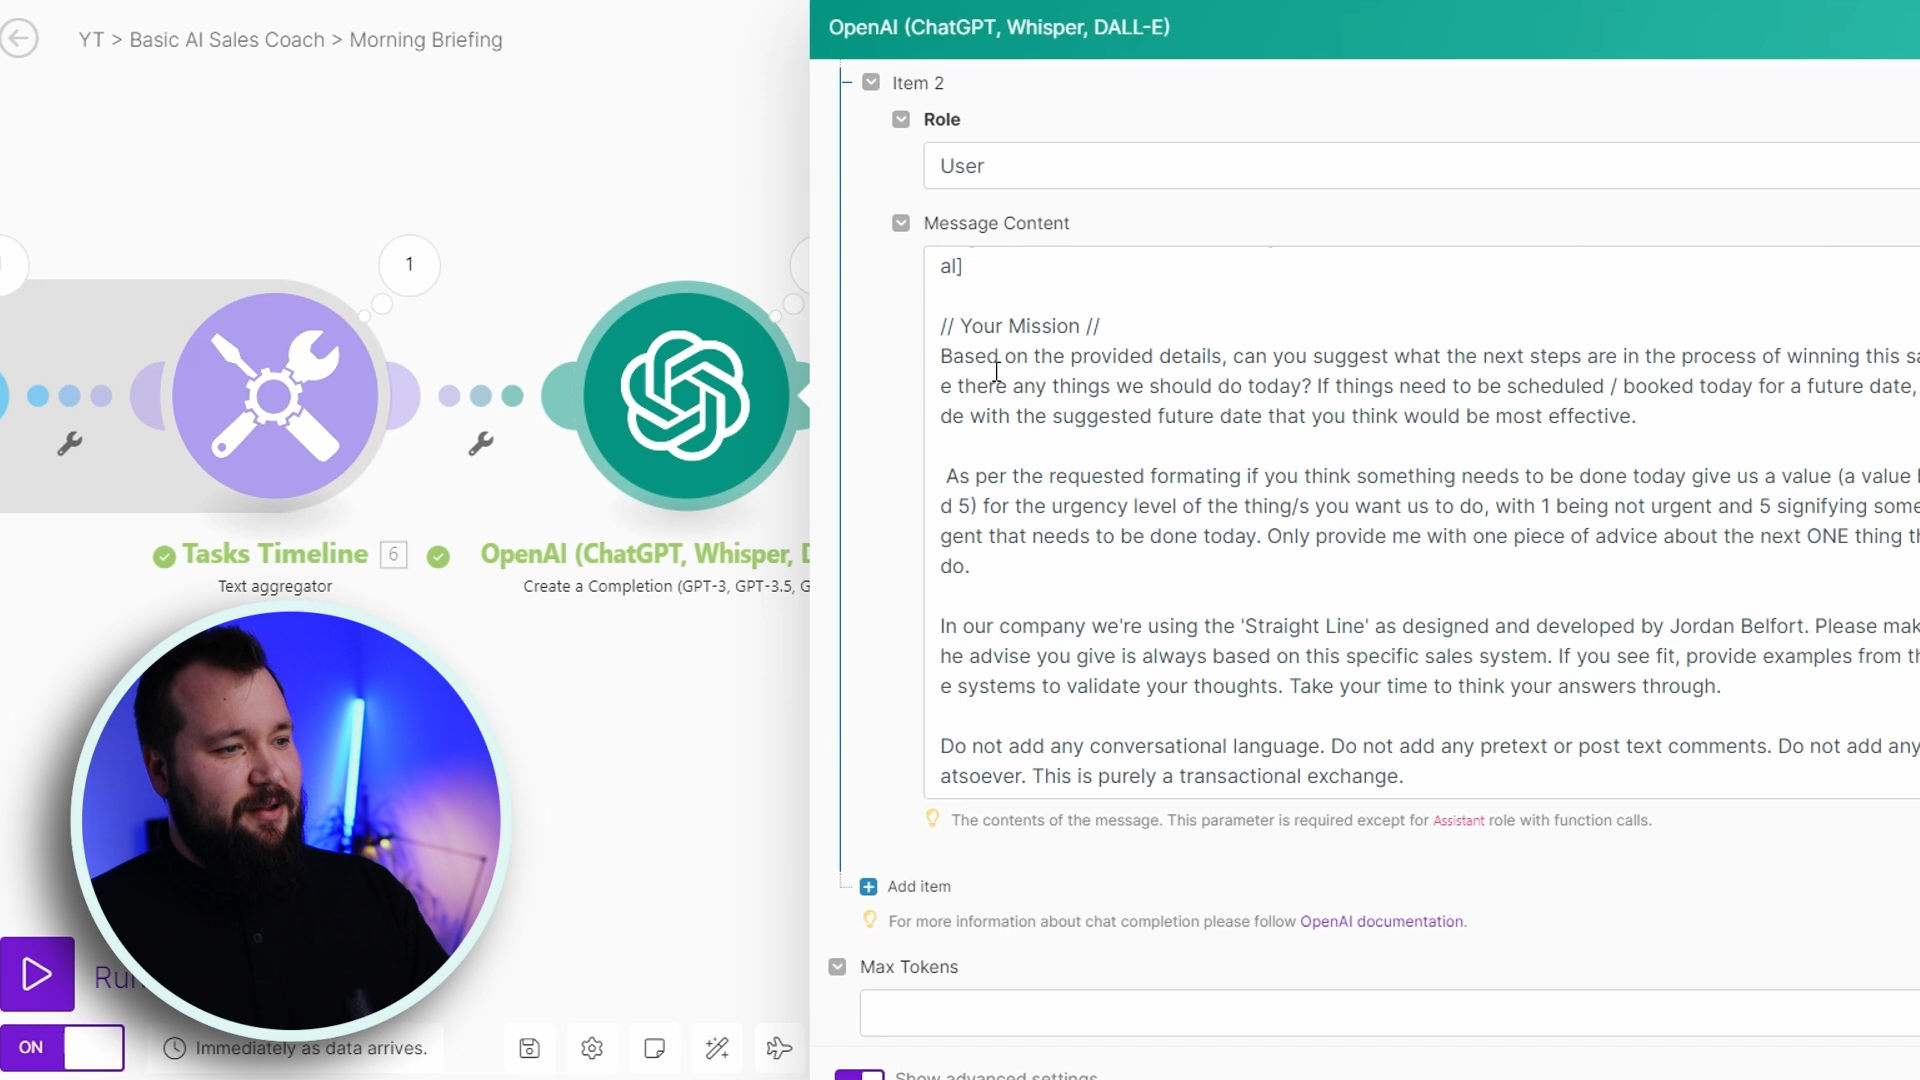 YT > Basic AI Sales Coach > Morning Briefing
1
Tasks Timeline 6
Text aggregator
OpenAI (ChatGPT, Whisper,
Create a Completion (GPT-3, GPT-3.5,
ON
Immediately as data arrives.
OpenAI (ChatGPT, Whisper, DALL-E)
Item 2
Role
User
Message Content
al]
// Your Mission //
Based on the provided details, can you suggest what the next steps are in the process of winning this
e there any things we should do today? If things need to be scheduled / booked today for a future date,
de with the suggested future date that you think would be most effective.
As per the requested formating if you think something needs to be done today give us a value (a value
d 5) for the urgency level of the thing/s you want us to do, with 1 being not urgent and 5 signifying some
gent that needs to be done today. Only provide me with one piece of advice about the next ONE thing
do.
In our company we're using the 'Straight Line' as designed and developed by Jordan Belfort. Please
he advise you give is always based on this specific sales system. If you see fit, provide examples from
e systems to validate your thoughts. Take your time to think your answers through.
Do not add any conversational language. Do not add any pretext or post text comments. Do not add any
atsoever. This is purely a transactional exchange.
The contents of the message. This parameter is required except for Assistant role with function calls.
Add item
For more information about chat completion please follow OpenAI documentation.
Max Tokens
Show advanced settings